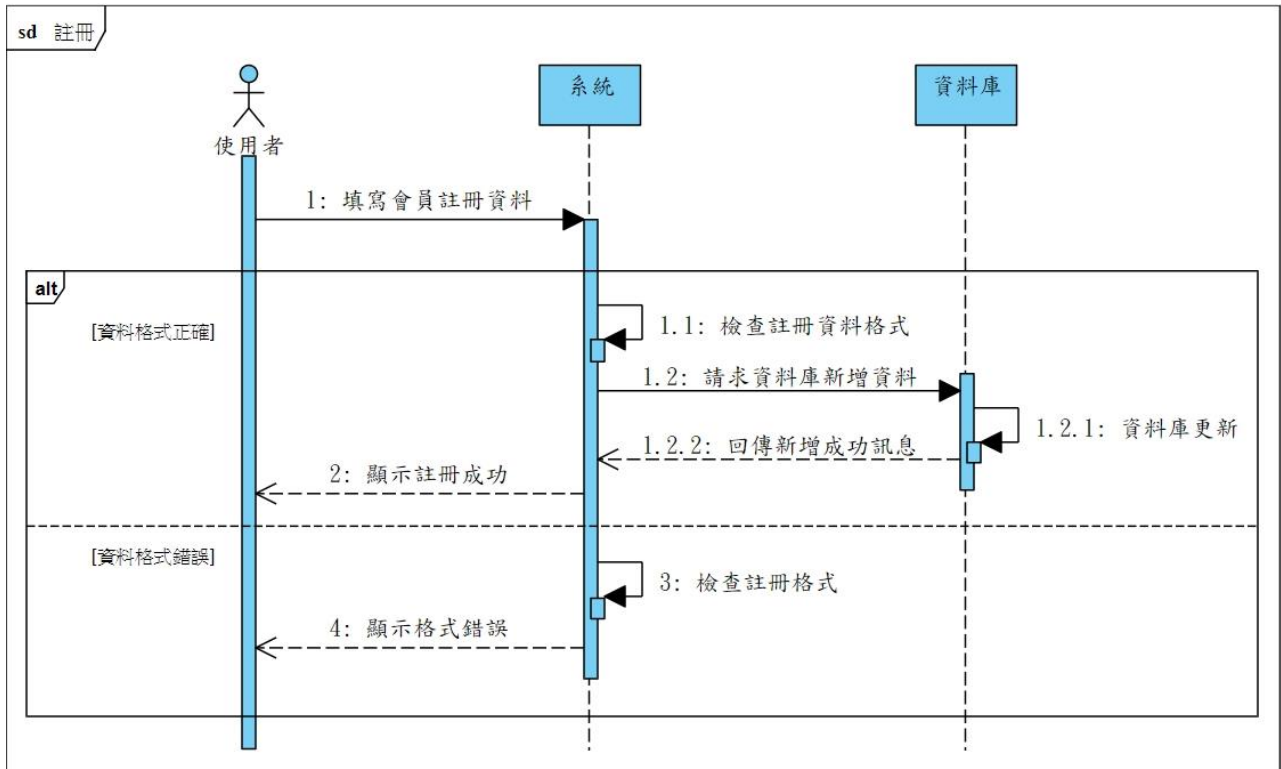 sd 註冊
使用者
系統
資料庫
1: 填寫會員註冊資料
alt
[資料格式正確]
1.1: 檢查註冊資料格式
1.2: 請求資料庫新增資料
1.2.1: 資料庫更新
1.2.2: 回傳新增成功訊息
2: 顯示註冊成功
[資料格式錯誤]
3: 檢查註冊格式
4: 顯示格式錯誤